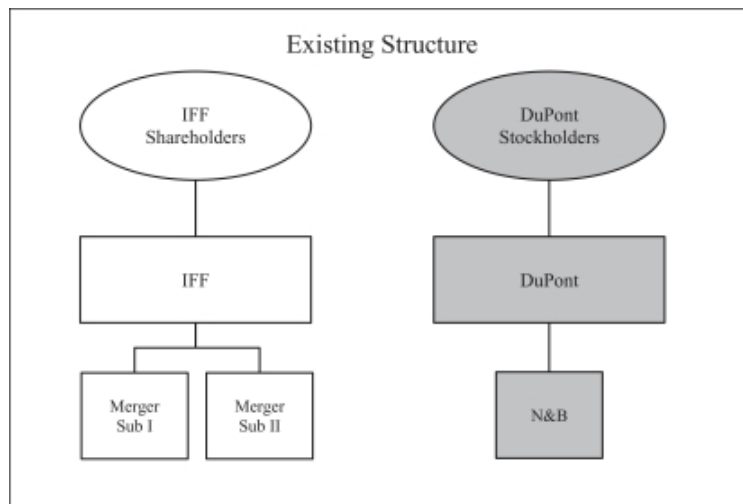 Existing Structure
IFF
Shareholders
DuPont
Stockholders
IFF
DuPont
Merger
Sub I
Merger
Sub II
N&B